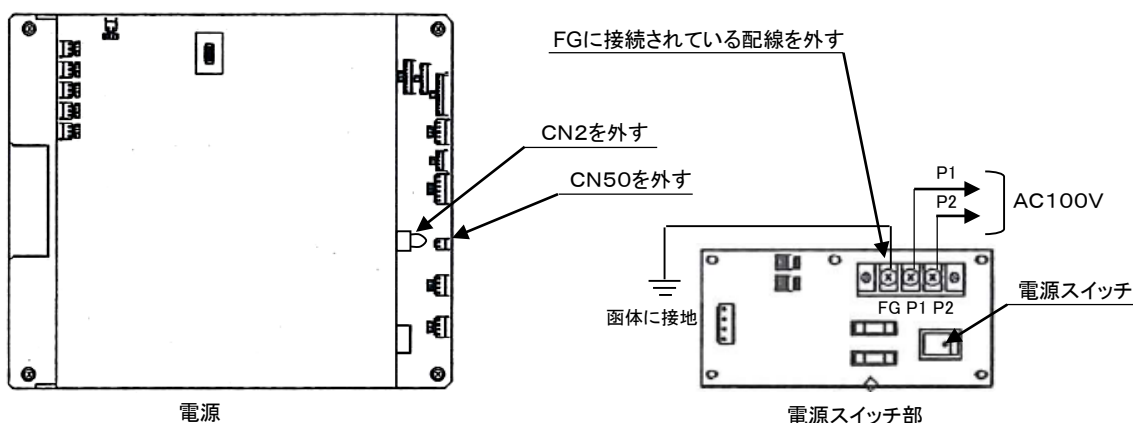 FGに接続されている配線を外す
CN2を外す
CN50を外す
P1
P2
AC100V
電源スイッチ
函体に接地
FG P1 P2
電源
電源スイッチ部